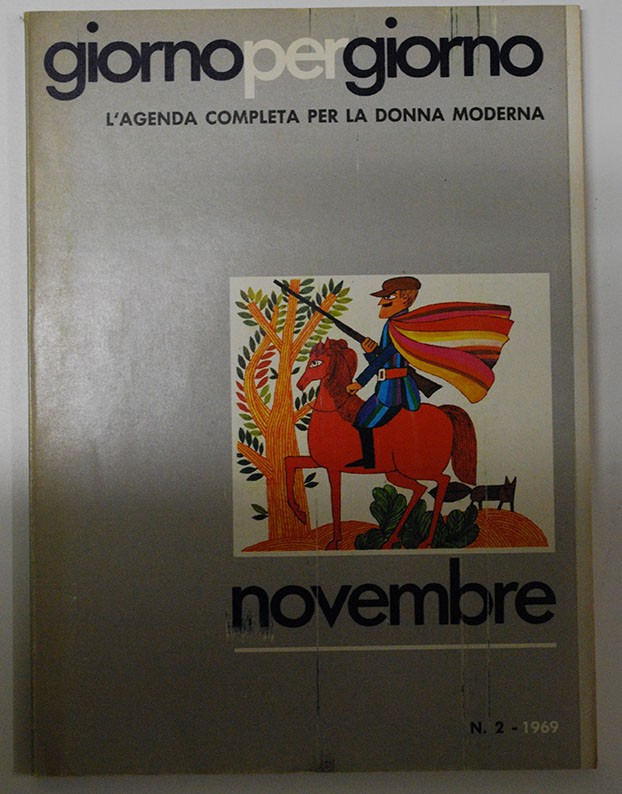 giornopergiorno
L'AGENDA COMPLETA PER LA DONNA MODERNA
novembre
N. 2 - 1969